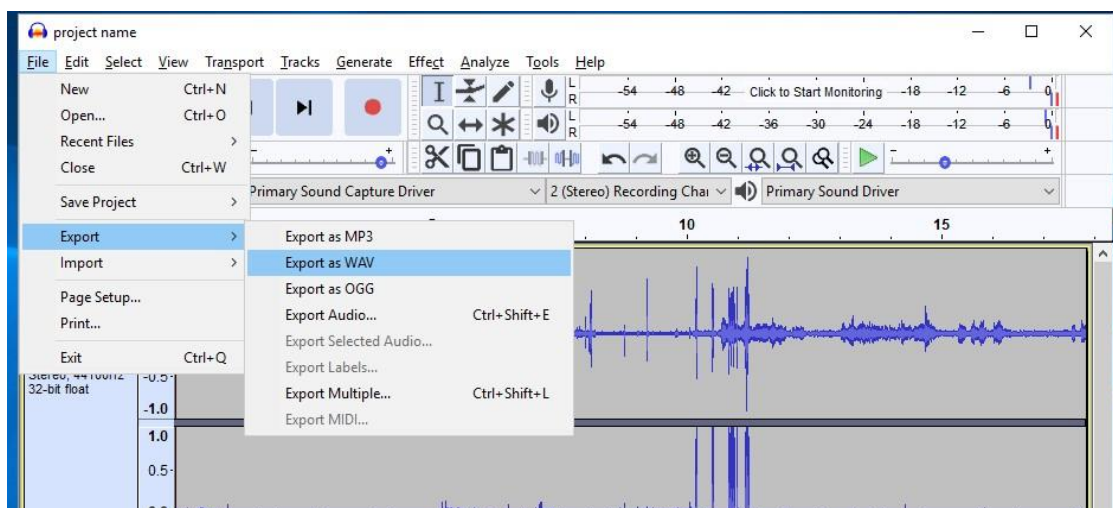 project name
File Edit Select View Transport Tracks Generate Effect Analyze Tools Help
New Ctrl+N
Open... Ctrl+O
Recent Files
Close Ctrl+W
Save Project
Export
Import
Page Setup...
Print...
Exit Ctrl+Q
Export as MP3
Export as WAV
Export as OGG
Export Audio... Ctrl+Shift+E
Export Selected Audio...
Export Labels...
Export Multiple... Ctrl+Shift+L
Export MIDI...
L
R
-54 -48 -42 Click to Start Monitoring -18 -12 -6 0
L
R
-54 -48 -42 -36 -30 -24 -18 -12 -6 0
- +
- +
Primary Sound Capture Driver
2 (Stereo) Recording Chai
Primary Sound Driver
10 15
Stereo, 44100Hz
32-bit float
-0.5
-1.0
1.0
0.5